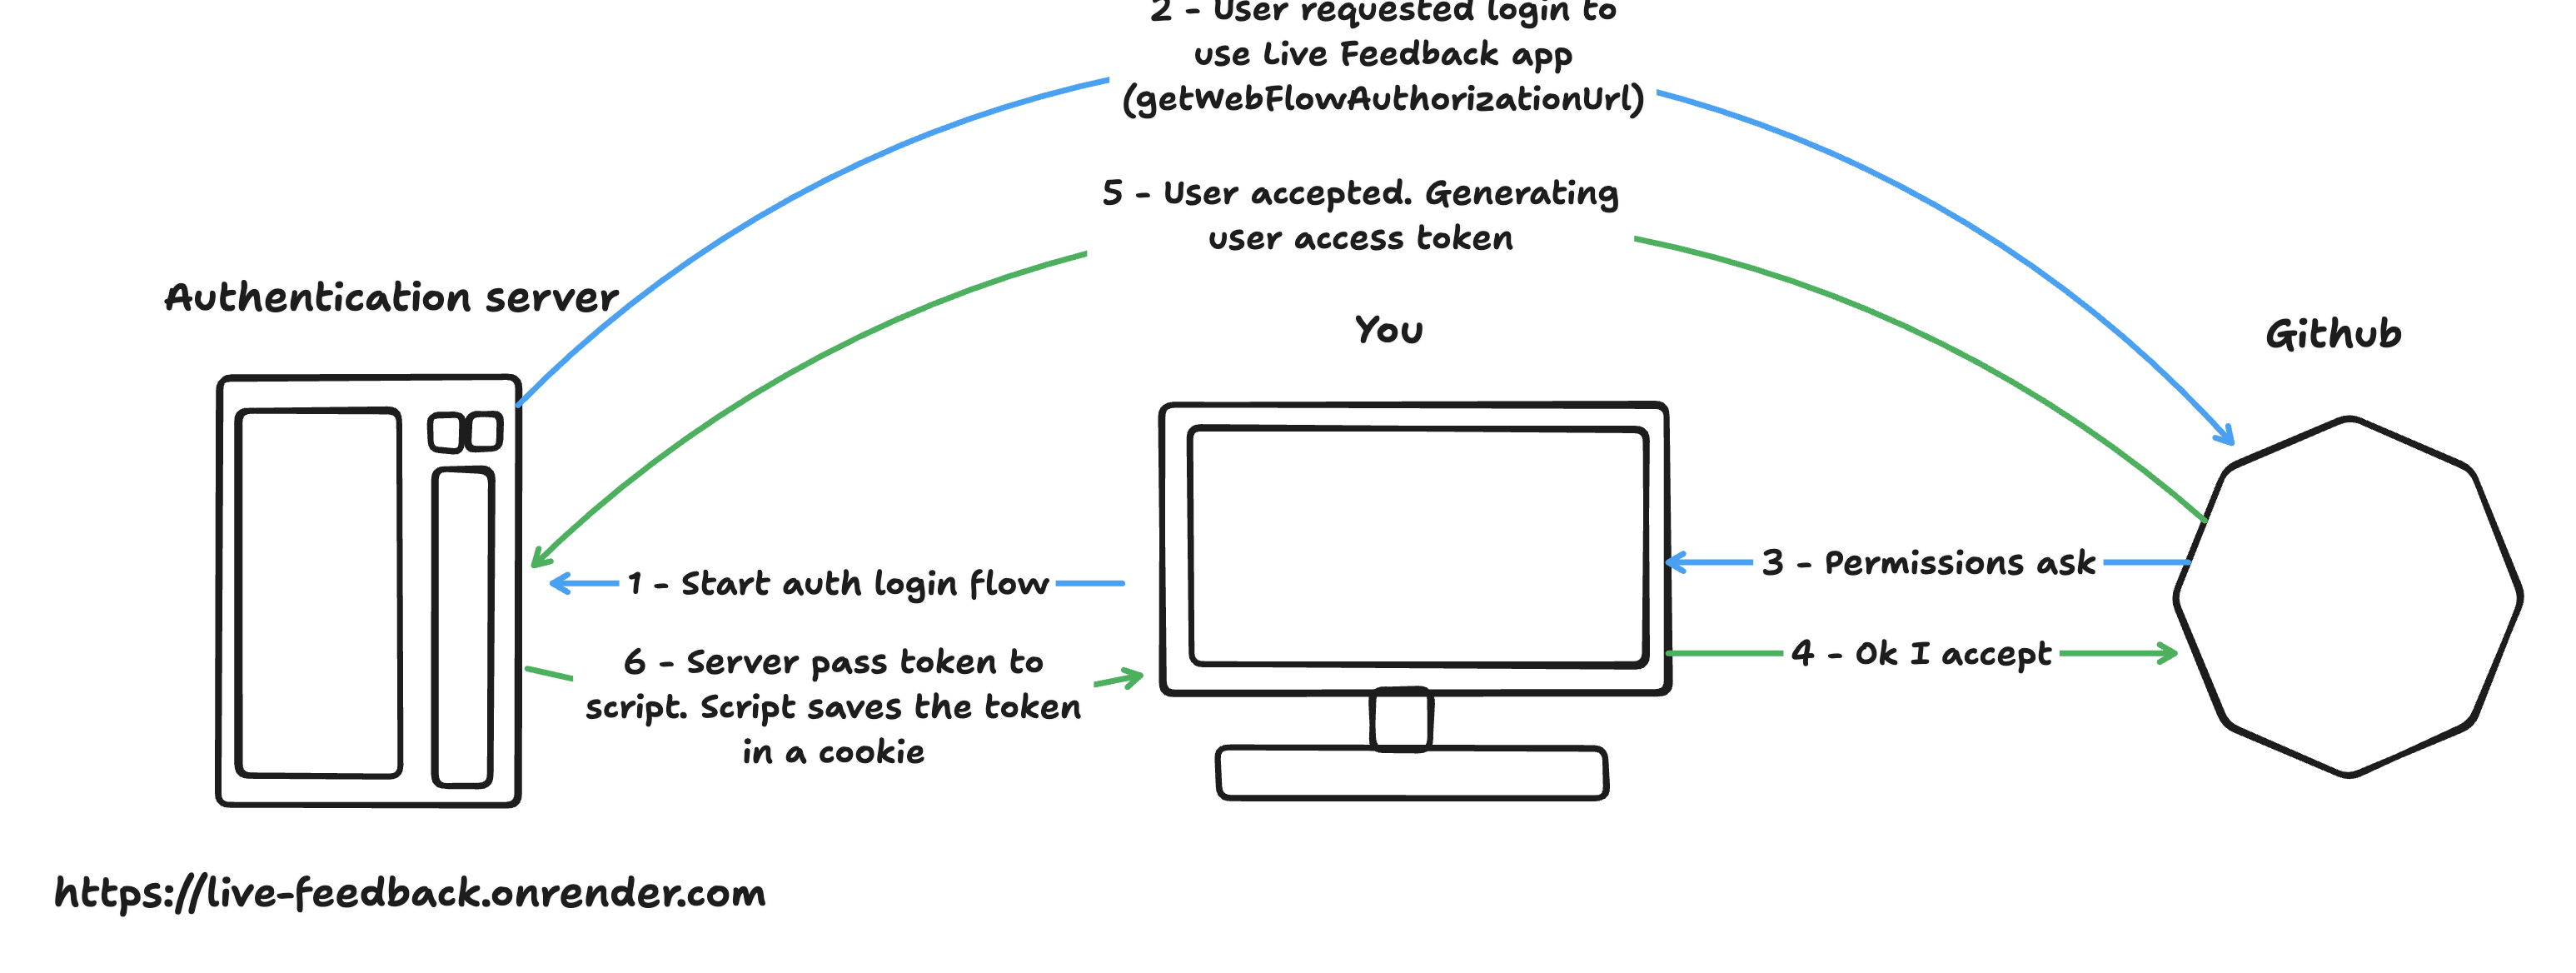 2 - User requested login to
use Live Feedback app
(getWebFlowAuthorizationUrl)
5 - User accepted. Generating
user access token
Authentication server
You
Github
1 - Start auth login flow
3 - Permissions ask
4 - Ok I accept
6 - Server pass token to
script. Script saves the token
in a cookie
https://live-feedback.onrender.com